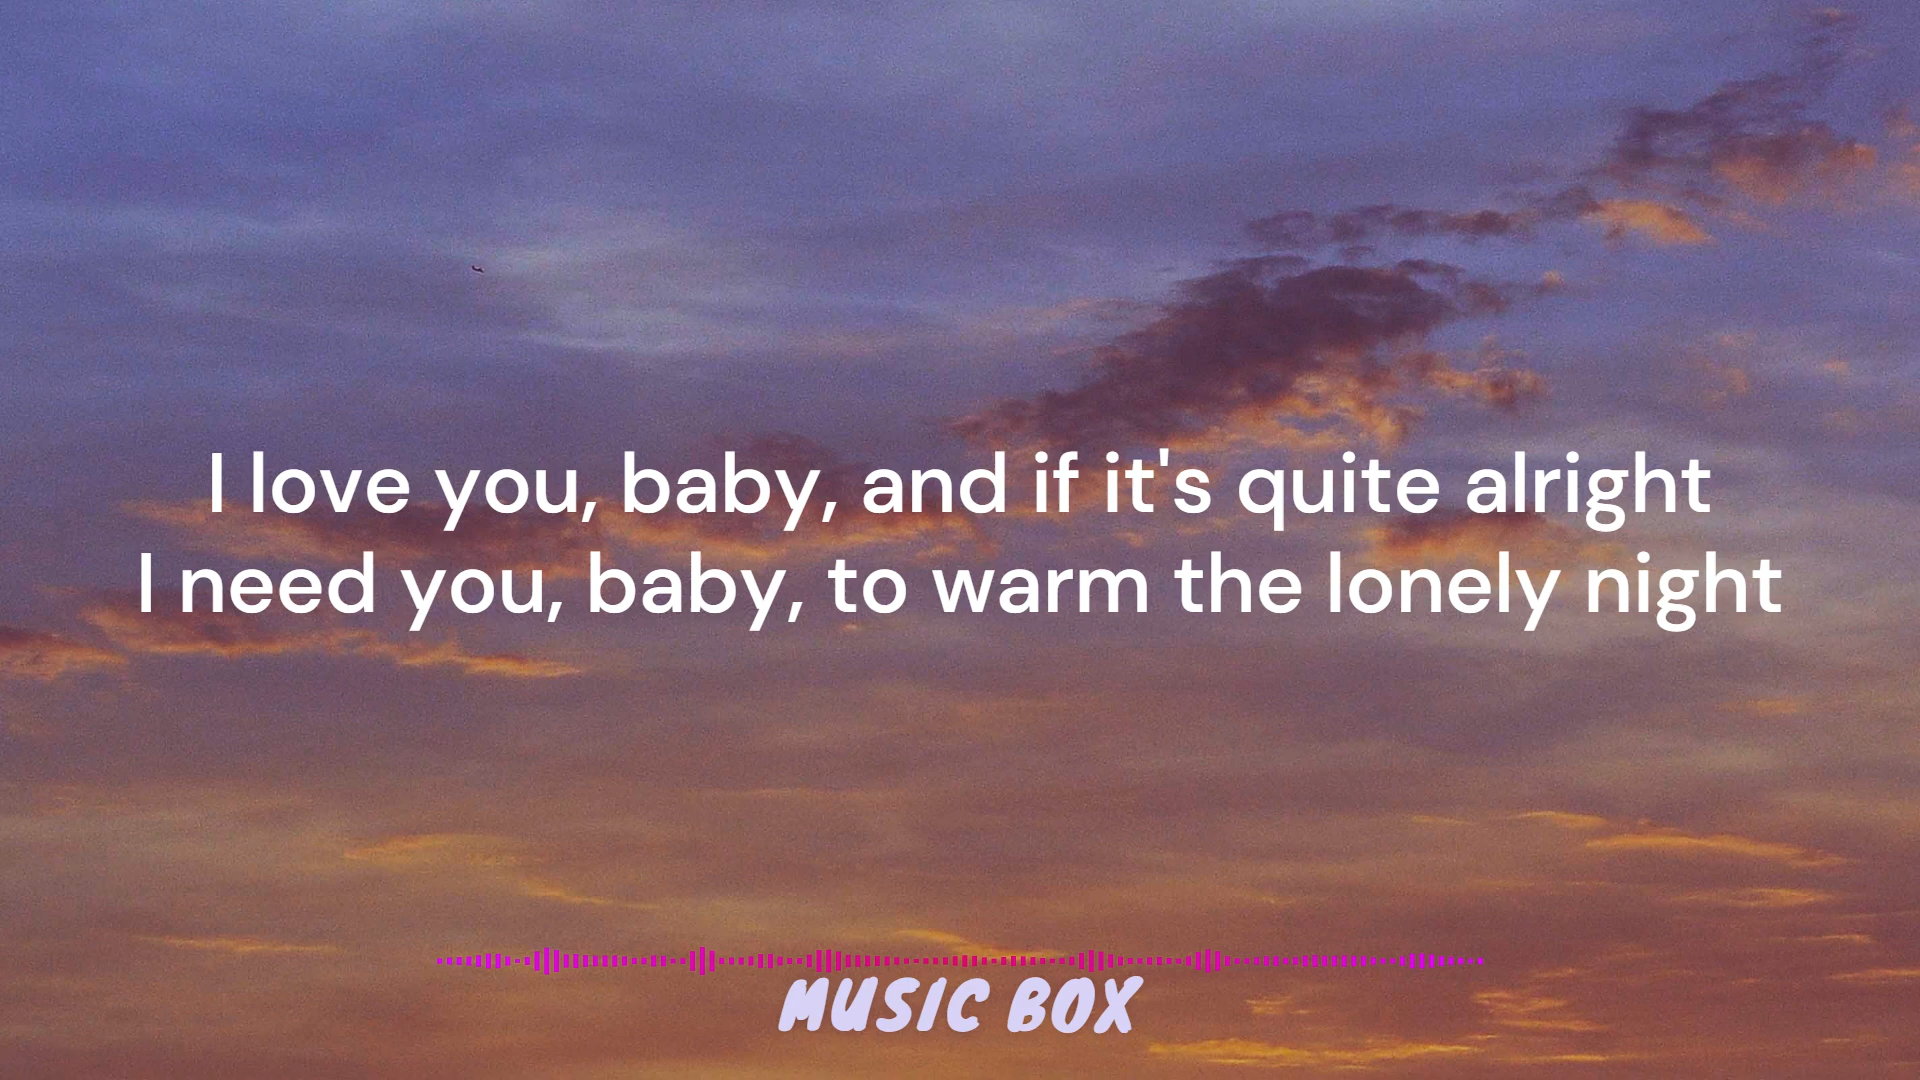 I love you, baby, and if it's quite alright
I need you, baby, to warm the lonely night
MUSIC BOX